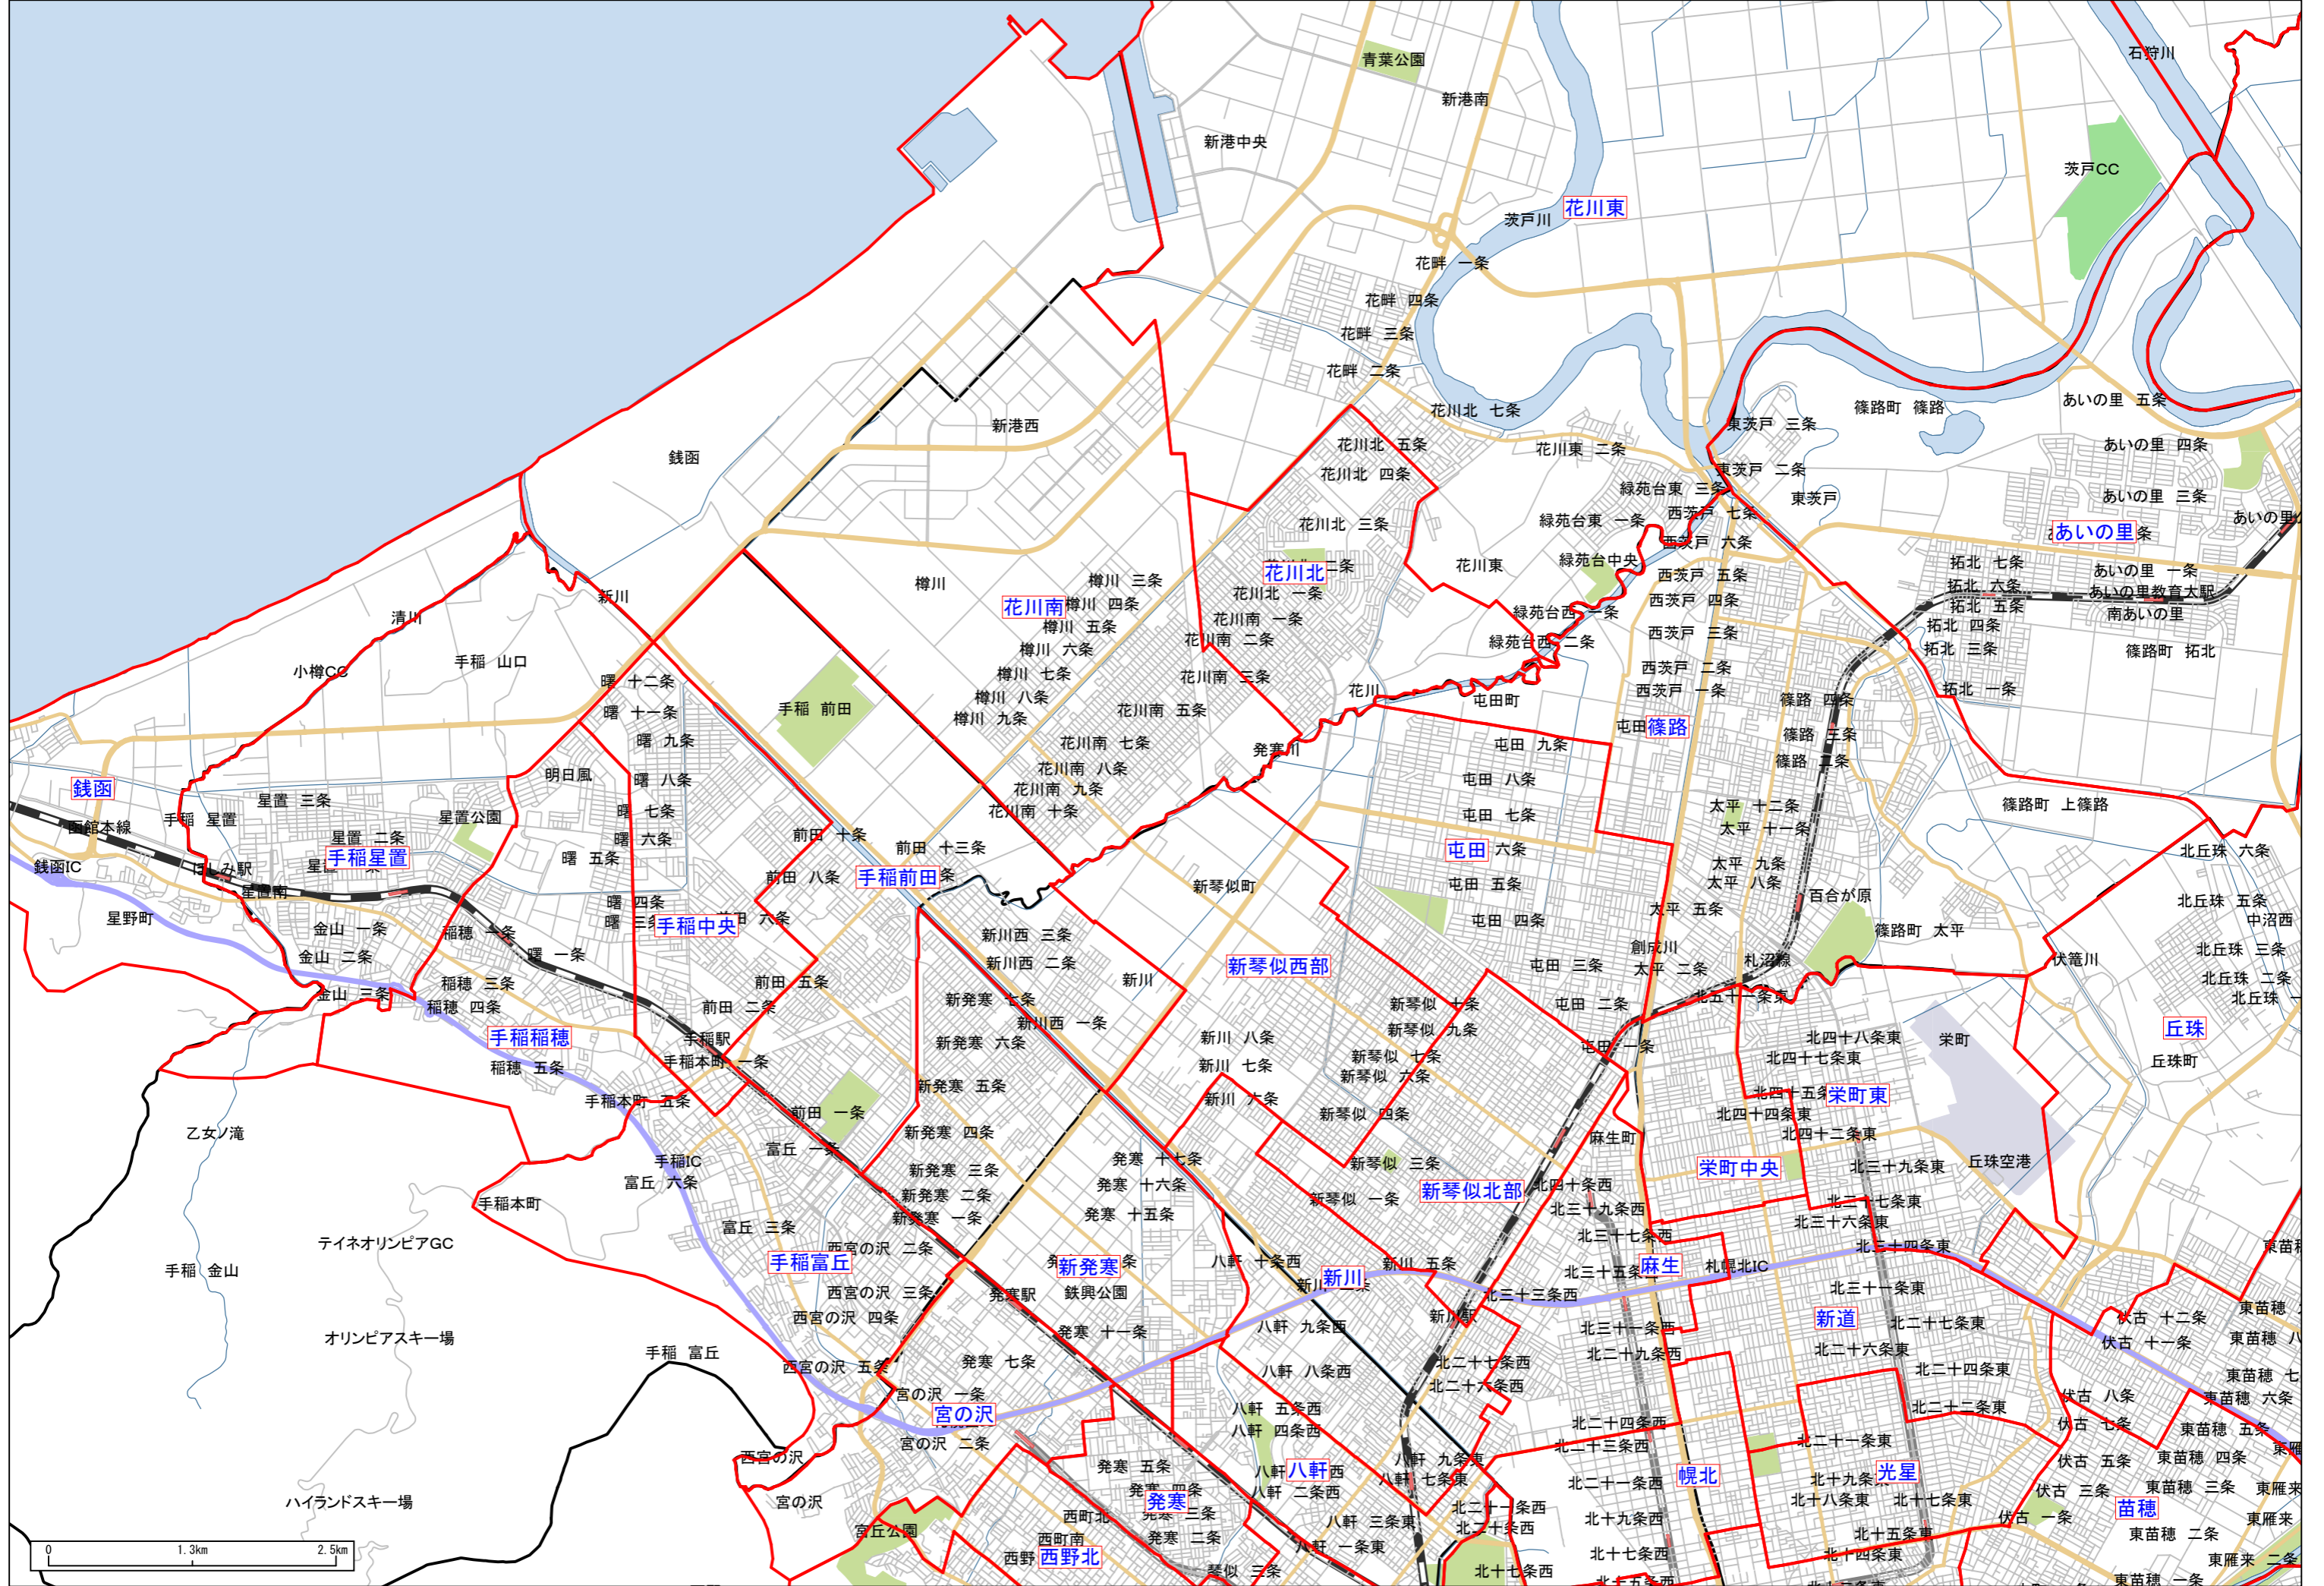 石狩川
青葉公園
新港南
新港中央
茨戸CC
花川東
茨戸川
花畔 一条
花畔 四条
花畔 三条
花畔 二条
あいの里 五条
花川北 七条
篠路町 篠路
新港西
東茨戸 三条
花川北 五条
あいの里 四条
花川東 二条
銭函
東茨戸 二条
花川北 四条
緑苑台東 三条
あいの里 三条
東茨戸
西茨戸 七条
緑苑台東 一条
花川北 三条
あいの里
西茨戸 六条
緑苑台中央
花川東
拓北 七条
花川北
あいの里 一条
西茨戸 五条
樽川 三条
樽川
拓北 六条
あいの里教育大駅
花川北 一条
新川
西茨戸 四条
花川南
樽川 四条
拓北 五条
緑苑台西 一条
南あいの里
清川
花川南 一条
樽川 五条
拓北 四条
西茨戸 三条
花川南 二条
緑苑台西 二条
樽川 六条
拓北 三条
篠路町 拓北
手稲 山口
西茨戸 二条
小樽CC
樽川 七条
花川南 三条
曙 十二条
拓北 一条
西茨戸 一条
花川
樽川 八条
屯田町
篠路 四条
手稲 前田
花川南 五条
曙 十一条
樽川 九条
屯田
篠路
篠路 三条
曙 九条
花川南 七条
屯田 九条
発寒川
篠路 二条
花川南 八条
明日風
曙 八条
屯田 八条
銭函
花川南 九条
星置 三条
篠路町 上篠路
太平 十二条
曙 七条
花川南 十条
屯田 七条
手稲 星置
星置公園
函館本線
太平 十一条
前田 十条
星置 二条
曙 六条
前田 十三条
屯田
六条
北丘珠 六条
手稲星置
曙 五条
太平 九条
銭函IC
ほしみ駅
前田 八条
手稲前田
太平 八条
屯田 五条
新琴似町
星置南
百合が原
北丘珠 五条
曙 四条
太平 五条
星野町
中沼西
屯田 四条
手稲中央
金山 一条
篠路町 太平
稲穂 一条
新川西 三条
創成川
北丘珠 三条
曙 一条
金山 二条
札沼線
伏篭川
新川西 二条
新琴似西部
屯田 三条
太平 二条
北丘珠 二条
新川
稲穂 三条
前田 五条
金山 三条
北五十一条東
新発寒 七条
稲穂 四条
前田 二条
新琴似 十条
屯田 二条
新川西 一条
丘珠
新琴似 九条
手稲稲穂
手稲駅
新川 八条
北四十八条東
栄町
新発寒 六条
屯田 一条
新琴似 七条
北四十七条東
手稲本町 一条
丘珠町
稲穂 五条
新川 七条
新琴似 六条
新発寒 五条
栄町東
手稲本町 五条
新川 六条
前田 一条
新琴似 四条
北四十四条東
乙女ノ滝
新発寒 四条
北四十二条東
麻生町
富丘 一条
手稲IC
発寒 十七条
新琴似 三条
丘珠空港
栄町中央
北三十九条東
新発寒 三条
富丘 六条
発寒 十六条
北四十条西
新琴似北部
新発寒 二条
新琴似 一条
手稲本町
北三十七条東
北三十九条西
発寒 十五条
新発寒 一条
北三十六条東
富丘 三条
北三十七条西
テイネオリンピアGC
西宮の沢 二条
北三十四条東
手稲富丘
八軒 十条西
新川 五条
麻生
札幌北IC
手稲 金山
新発寒
新川
西宮の沢 三条
鉄興公園
発寒駅
北三十三条西
北三十一条東
西宮の沢 四条
新川駅
新道
伏古 十二条
八軒 九条西
北三十一条西
北二十七条東
発寒 十一条
オリンピアスキー場
伏古 十一条
手稲 富丘
北二十九条西
北二十六条東
発寒 七条
北二十七条西
西宮の沢 五条
八軒 八条西
北二十四条東
北二十六条西
宮の沢 一条
伏古 八条
東苗穂 六条
八軒 五条西
北二十二条東
宮の沢
北二十四条西
伏古 七条
八軒 四条西
東苗穂 五条
宮の沢 二条
北二十三条西
北二十一条東
西宮の沢
八軒 九条東
東苗穂 四条
伏古 五条
発寒 五条
八軒
八軒 七条東
幌北
光星
北二十一条西
東苗穂 三条
伏古 三条
八軒 二条西
ハイランドスキー場
宮の沢
発寒
北十八条東
北十七条東
苗穂
北二十一条西
西町北
伏古 一条
八軒 三条東
北十九条西
北二十条西
宮丘公園
発寒 二条
西町南
北十五条東
東苗穂 二条
八軒 一条東
0 1.3km 2.5km
西野
西野北
北十七条西
北十四条東
東雁来 二条
琴似 三条
北十七条西
東苗穂 一条